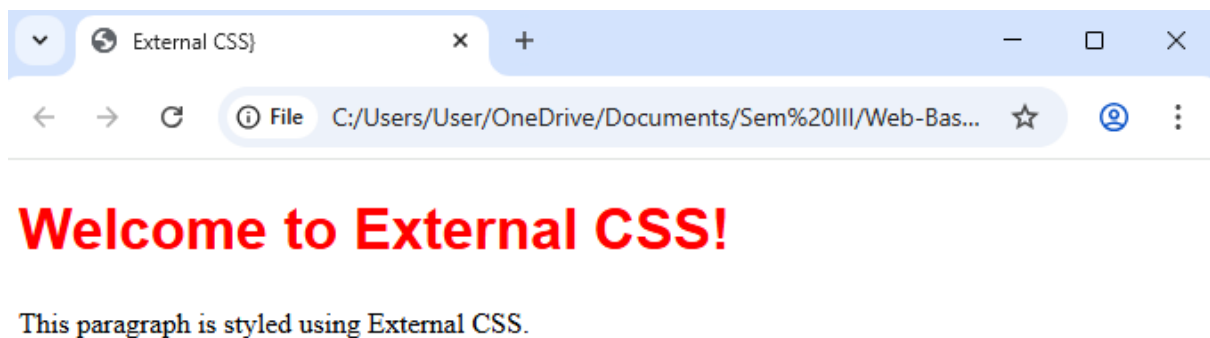 External CSS}
File C:/Users/User/OneDrive/Documents/Sem%20III/Web-Bas...
Welcome to External CSS!
This paragraph is styled using External CSS.